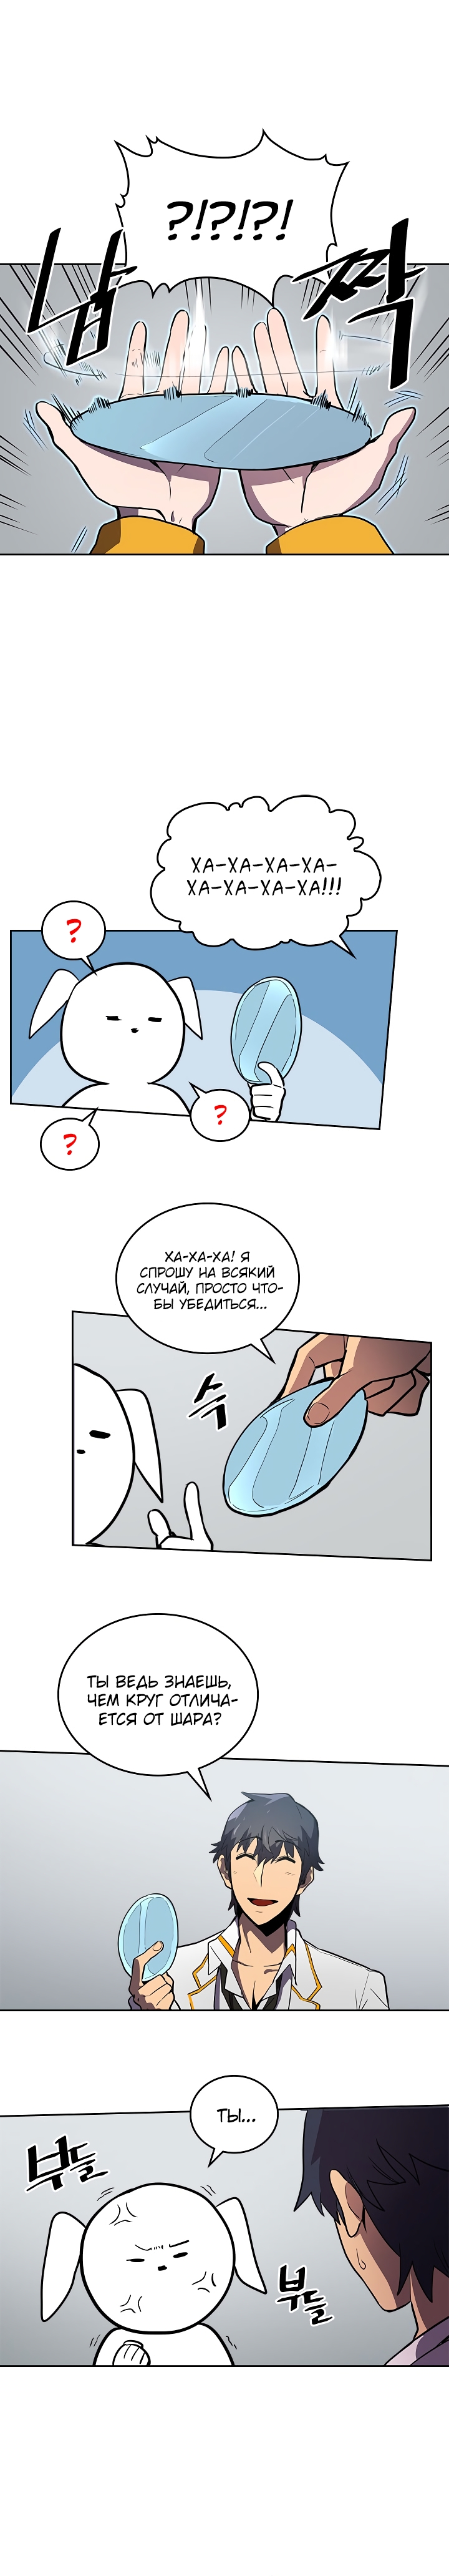 ?!?!?!
납
짝
ХА-ХА-ХА-ХА-
ХА-ХА-ХА-ХА!!!
?
?
?
ХА-ХА-ХА! Я
СПРОШУ НА ВСЯКИЙ
СЛУЧАЙ, ПРОСТО ЧТО-
БЫ УБЕДИТЬСЯ...
슥
ТЫ ВЕДЬ ЗНАЕШЬ,
ЧЕМ КРУГ ОТЛИЧА-
ЕТСЯ ОТ ШАРА?
ТЫ...
부들
부들